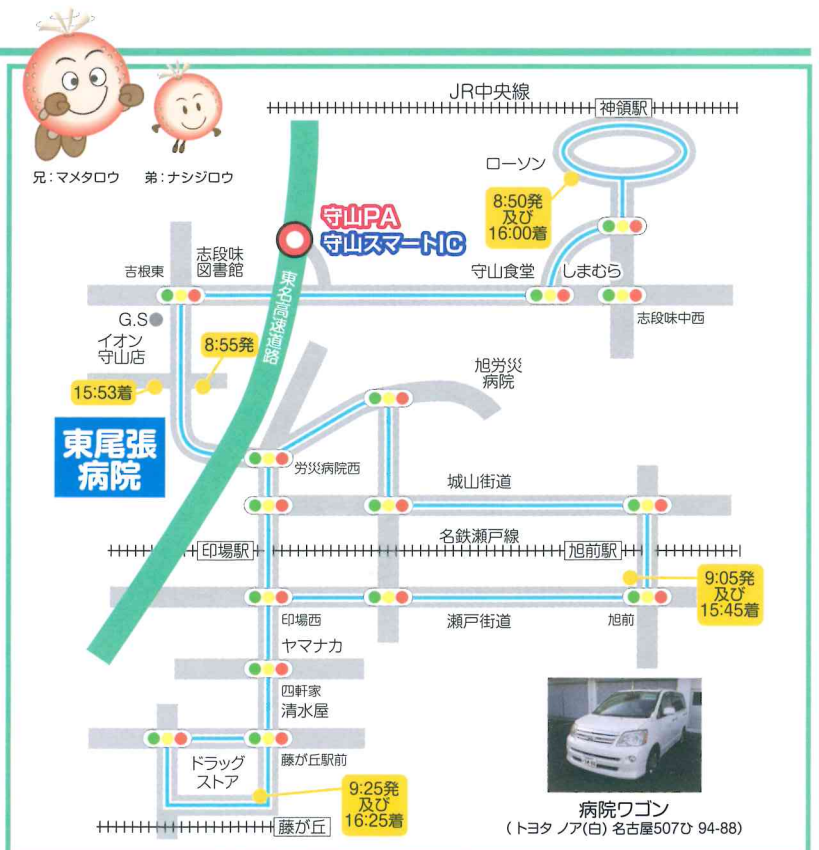 JR中央線
神領駅
兄：マメタロウ
弟：ナシジロウ
ローソン
8:50発
及び
16:00着
守山PA
守山スマートIC
吉根東
志段味
図書館
守山食堂
しまむら
東名高速道路
志段味中西
G.S
イオン
守山店
8:55発
15:53着
旭労災
病院
東尾張
病院
労災病院西
城山街道
名鉄瀬戸線
印場駅
旭前駅
9:05発
及び
15:45着
印場西
瀬戸街道
旭前
ヤマナカ
四軒家
清水屋
ドラッグ
ストア
藤が丘駅前
9:25発
及び
16:25着
藤が丘
病院ワゴン
(トヨタ ノア(白) 名古屋507ひ 94-88)